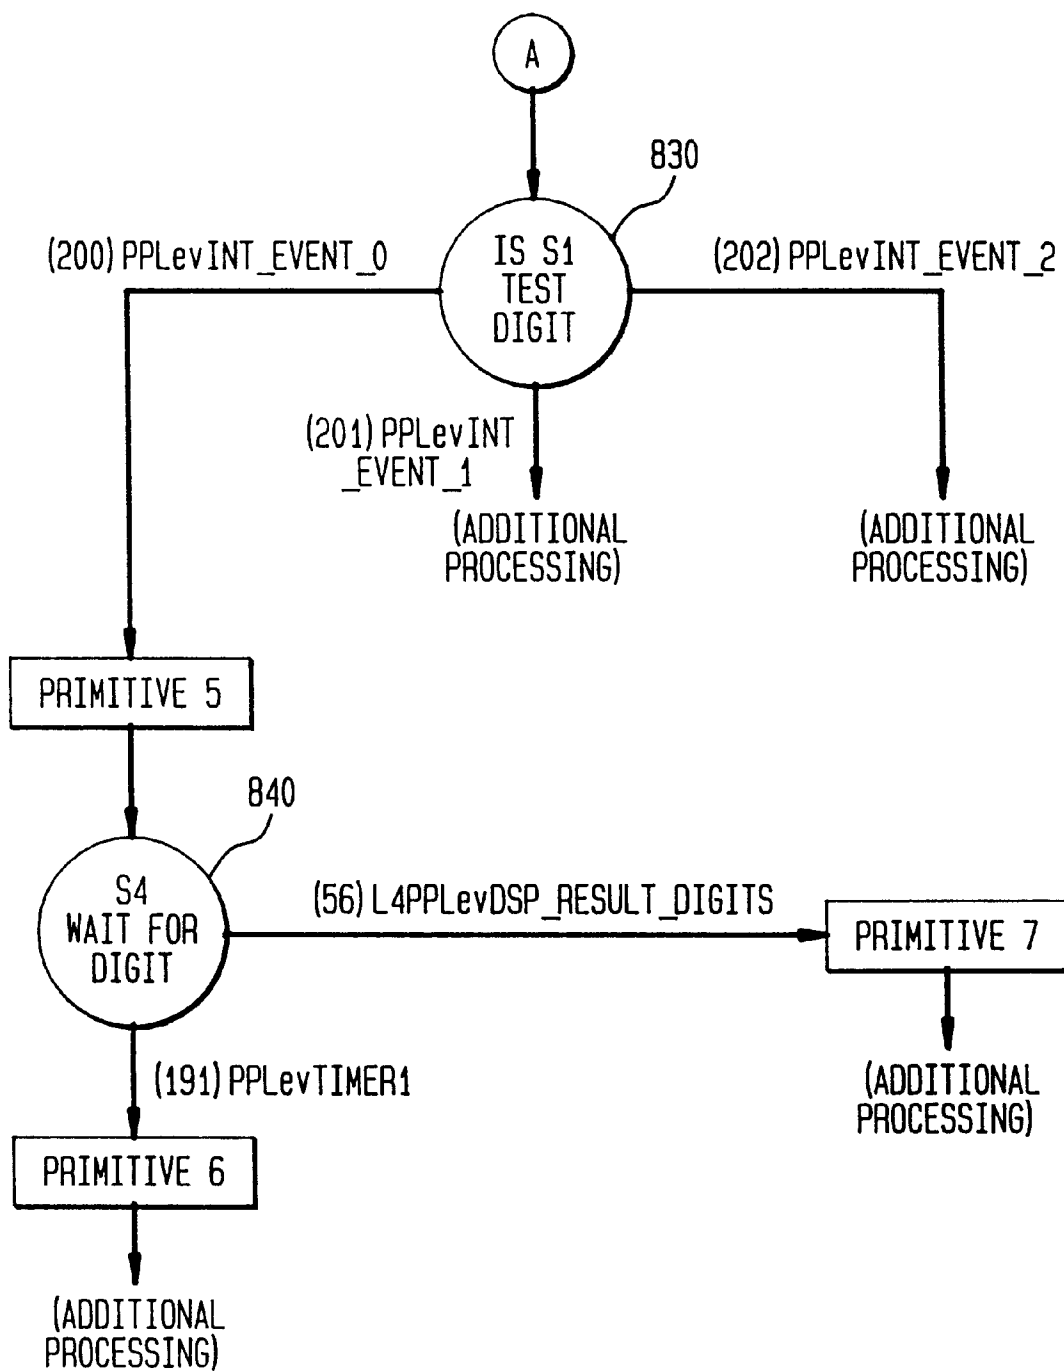 A
830
IS S1
TEST
DIGIT
(200) PPLevINT_EVENT_0
(202) PPLevINT_EVENT_2
(201) PPLevINT
_EVENT_1
(ADDITIONAL
PROCESSING)
(ADDITIONAL
PROCESSING)
PRIMITIVE 5
840
S4
WAIT FOR
DIGIT
(56) L4PPLevDSP_RESULT_DIGITS
PRIMITIVE 7
(191) PPLevTIMER1
(ADDITIONAL
PROCESSING)
PRIMITIVE 6
(ADDITIONAL
PROCESSING)